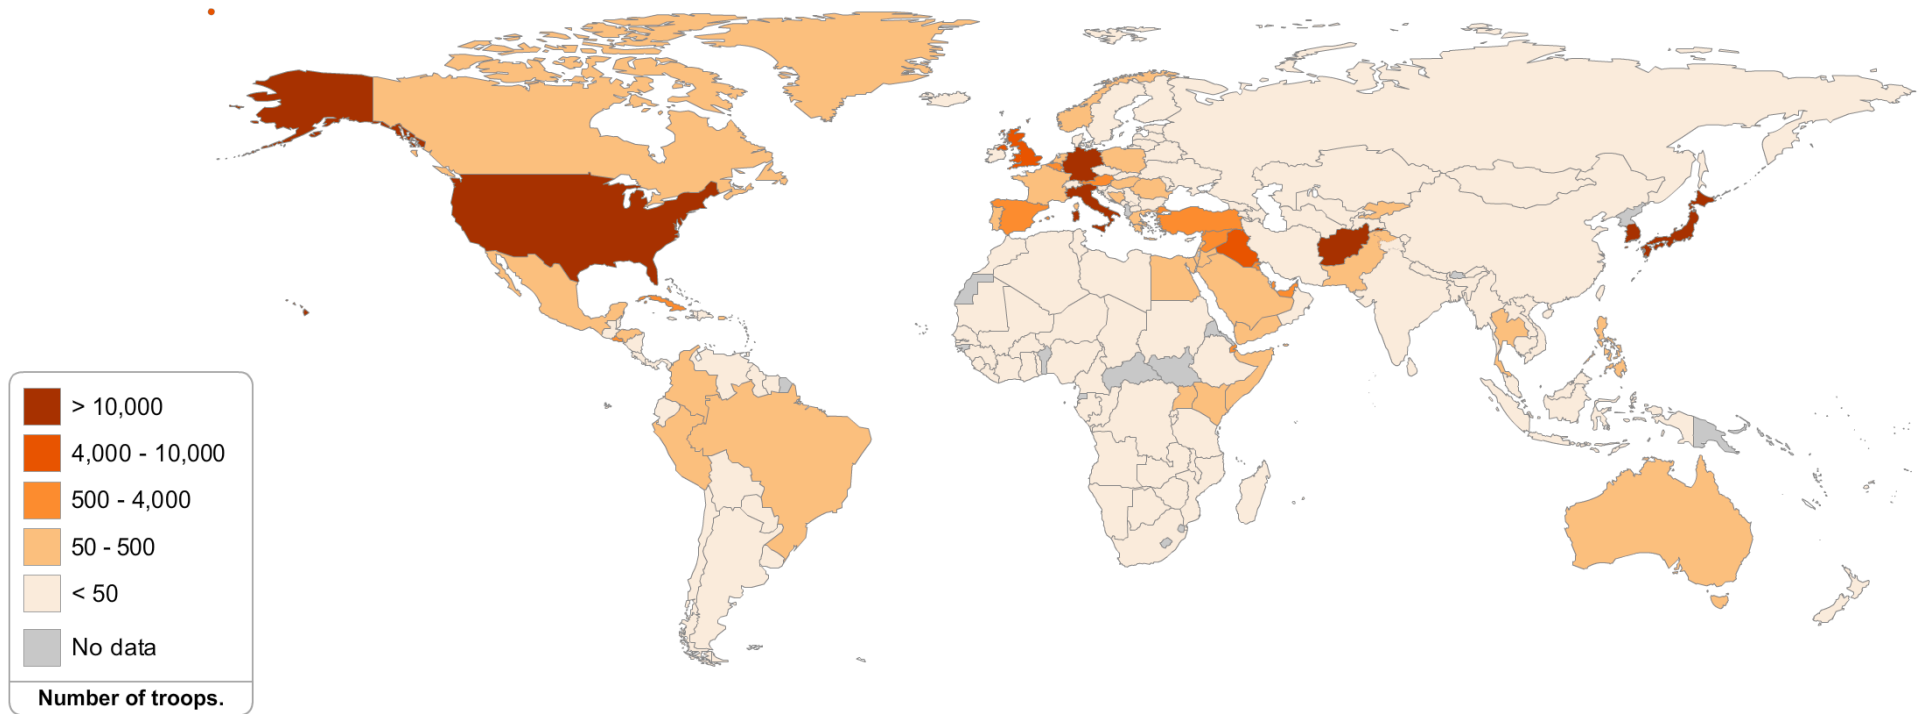 > 10,000
4,000 - 10,000
500 - 4,000
50 - 500
< 50
No data
Number of troops.